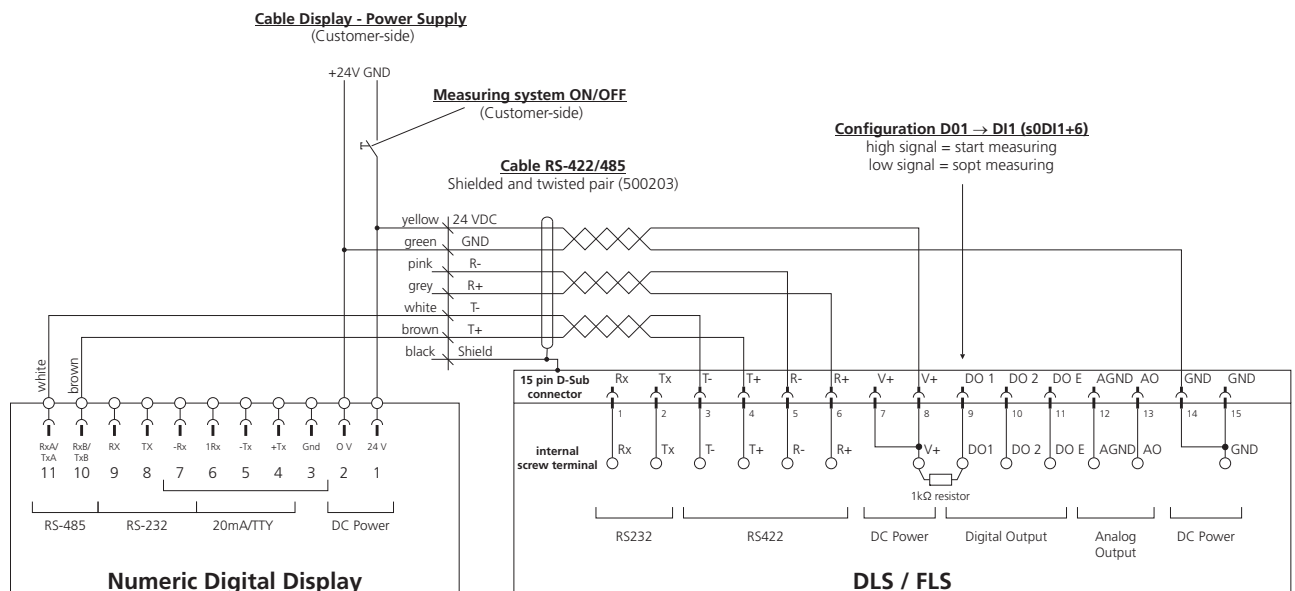 Cable Display - Power Supply
(Customer-side)
+24V GND
Measuring system ON/OFF
(Customer-side)
Configuration D01 → DI1 (s0DI1+6)
high signal = start measuring
low signal = sopt measuring
Cable RS-422/485
Shielded and twisted pair (500203)
yellow 24 VDC
green GND
pink R-
grey R+
white T-
brown T+
black Shield
white
brown
15 pin D-Sub
connector
Rx Tx T- T+ R- R+ V+ V+ DO 1 DO 2 DO E AGND AO GND GND
1 2 3 4 5 6 7 8 9 10 11 12 13 14 15
internal
screw terminal
Rx Tx T- T+ R- R+ V+ DO1 DO 2 DO E AGND AO GND
1kΩ resistor
RS232 RS422 DC Power Digital Output Analog
Output DC Power
DLS / FLS
RxA/
TxA RxB/
TxB RX TX -Rx 1Rx -Tx +Tx Gnd 0 V 24 V
11 10 9 8 7 6 5 4 3 2 1
RS-485 RS-232 20mA/TTY DC Power
Numeric Digital Display